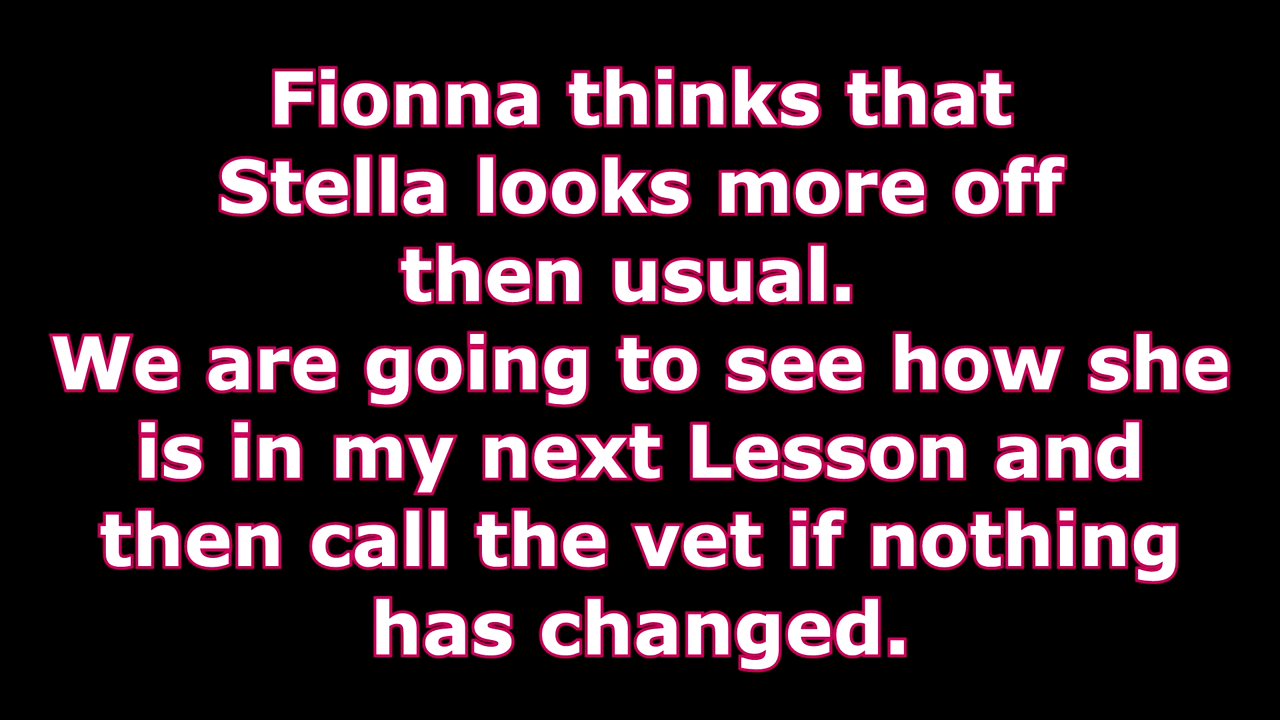 Fionna thinks that
Stella looks more off
then usual.
We are going to see how she
is in my next Lesson and
then call the vet if nothing
has changed.